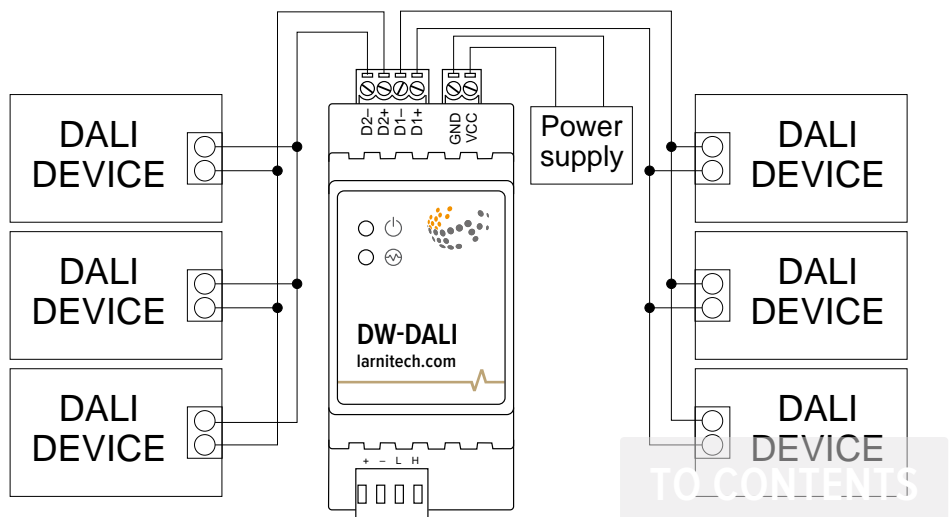 D2–
D2+
D1–
D1+
GND
VCC
Power
supply
DALI
DEVICE
DALI
DEVICE
DALI
DEVICE
DW-DALI
larnitech.com
+ – L H
DALI
DEVICE
DALI
DEVICE
DALI
DEVICE
TO CONTENTS